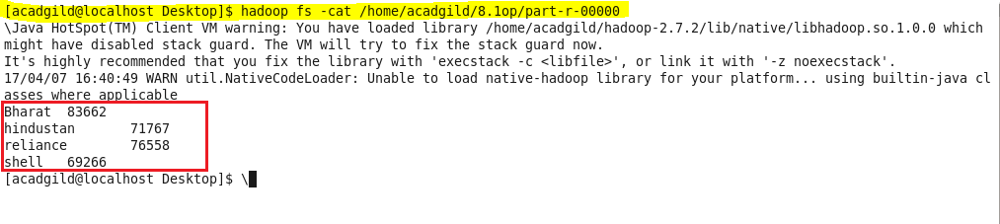 [acadgild@localhost Desktop]$ hadoop fs -cat /home/acadgild/8.1op/part-r-00000
\Java HotSpot(TM) Client VM warning: You have loaded library /home/acadgild/hadoop-2.7.2/lib/native/libhadoop.so.1.0.0 which
might have disabled stack guard. The VM will try to fix the stack guard now.
It's highly recommended that you fix the library with 'execstack -c <libfile>', or link it with '-z noexecstack'.
17/04/07 16:40:49 WARN util.NativeCodeLoader: Unable to load native-hadoop library for your platform... using builtin-java cl
asses where applicable
Bharat	83662
hindustan	71767
reliance	76558
shell	69266
[acadgild@localhost Desktop]$ \